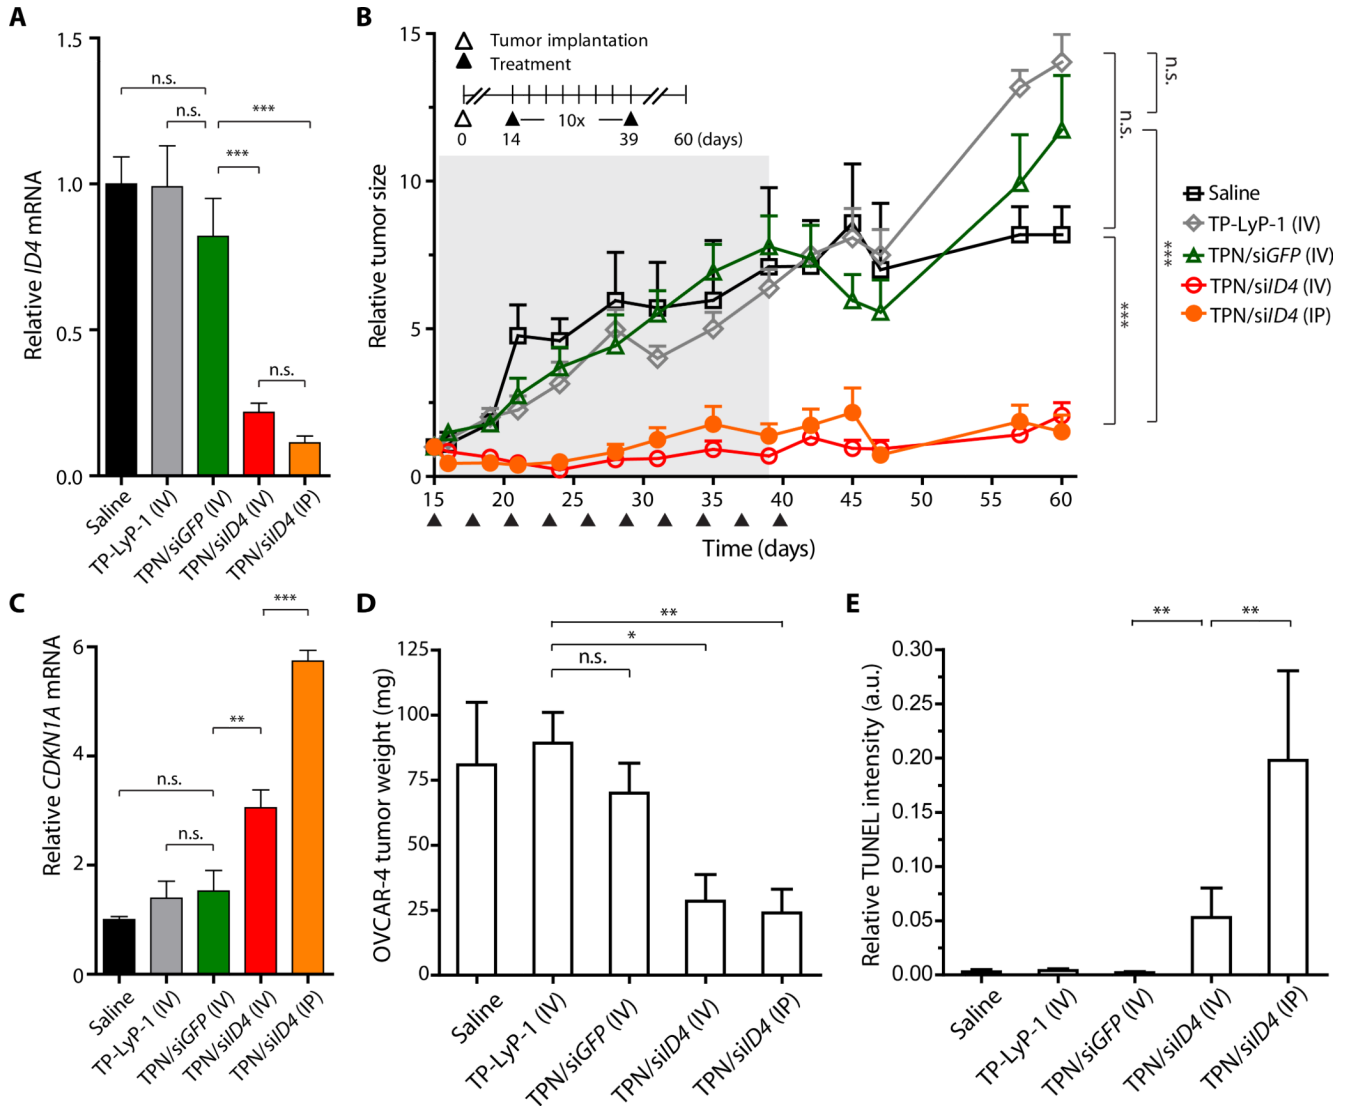 A
Relative ID4 mRNA
1.5
1.0
0.5
0.0
n.s.
n.s.
***
***
n.s.
Saline
TP-LyP-1 (IV)
TPN/siGFP (IV)
TPN/siID4 (IV)
TPN/siID4 (IP)
B
Relative tumor size
15
10
5
0
Tumor implantation
Treatment
10x
0 14 39 60 (days)
15 20 25 30 35 40 45 50 55 60
Time (days)
n.s.
n.s.
***
***
Saline
TP-LyP-1 (IV)
TPN/siGFP (IV)
TPN/siID4 (IV)
TPN/siID4 (IP)
C
Relative CDKN1A mRNA
6
4
2
0
n.s.
n.s.
**
***
Saline
TP-LyP-1 (IV)
TPN/siGFP (IV)
TPN/siID4 (IV)
TPN/siID4 (IP)
D
OVCAR-4 tumor weight (mg)
125
100
75
50
25
0
**
*
n.s.
Saline
TP-LyP-1 (IV)
TPN/siGFP (IV)
TPN/siID4 (IV)
TPN/siID4 (IP)
E
Relative TUNEL intensity (a.u.)
0.30
0.25
0.20
0.15
0.10
0.05
0.00
**
**
Saline
TP-LyP-1 (IV)
TPN/siGFP (IV)
TPN/siID4 (IV)
TPN/siID4 (IP)